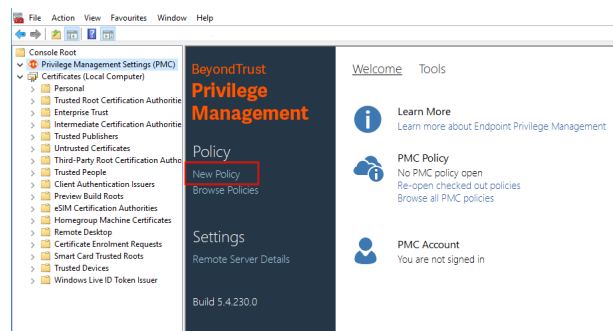 File Action View Favourites Window Help
Console Root
Privilege Management Settings (PMC)
Certificates (Local Computer)
Personal
Trusted Root Certification Authoritie
Enterprise Trust
Intermediate Certification Authoritie
Trusted Publishers
Untrusted Certificates
Third-Party Root Certification Autho
Trusted People
Client Authentication Issuers
Preview Build Roots
eSIM Certification Authorities
Homegroup Machine Certificates
Remote Desktop
Certificate Enrolment Requests
Smart Card Trusted Roots
Trusted Devices
Windows Live ID Token Issuer
BeyondTrust
Privilege
Management
Policy
New Policy
Browse Policies
Settings
Remote Server Details
Build 5.4.230.0
Welcome Tools
Learn More
Learn more about Endpoint Privilege Management
PMC Policy
No PMC policy open
Re-open checked out policies
Browse all PMC policies
PMC Account
You are not signed in